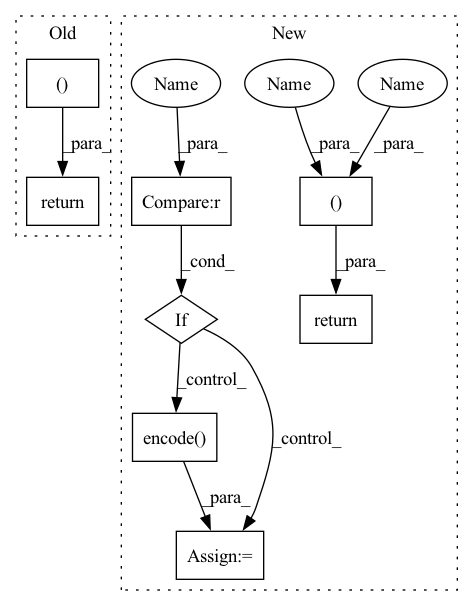 Old
New
()
Name
Name
Name
_para_
_para_
_para_
_para_
return
Compare:r
()
_cond_
_para_
If
return
_control_
encode()
_control_
_para_
Assign:=